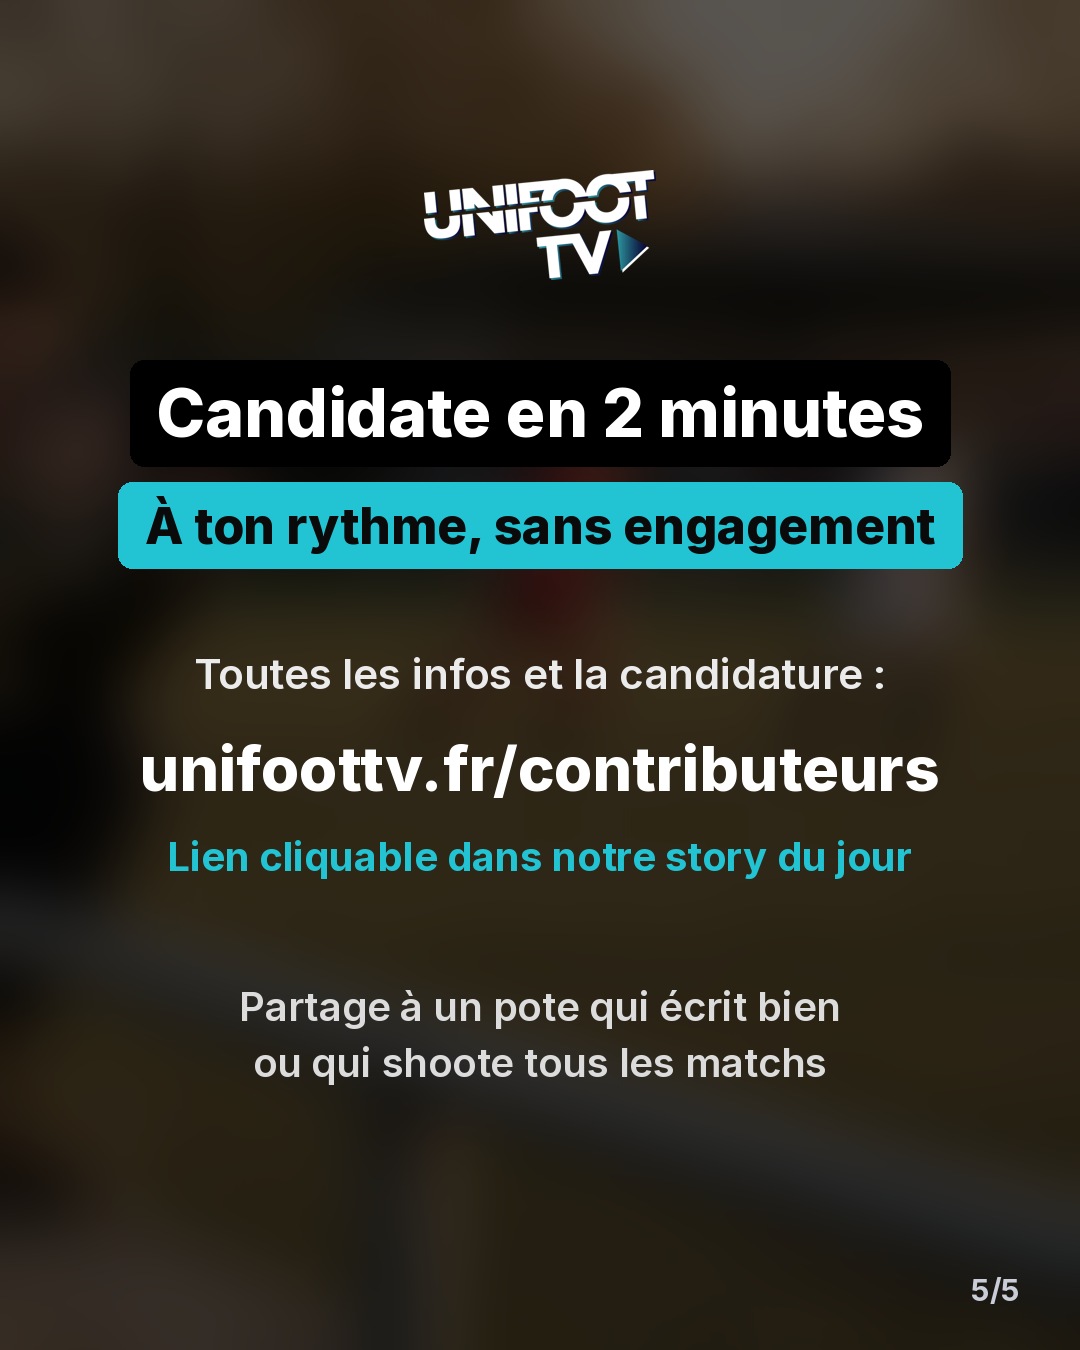 UNIFOOT
TV
Candidate en 2 minutes
À ton rythme, sans engagement
Toutes les infos et la candidature :
unifoottv.fr/contributeurs
Lien cliquable dans notre story du jour
Partage à un pote qui écrit bien
ou qui shoote tous les matchs
5/5